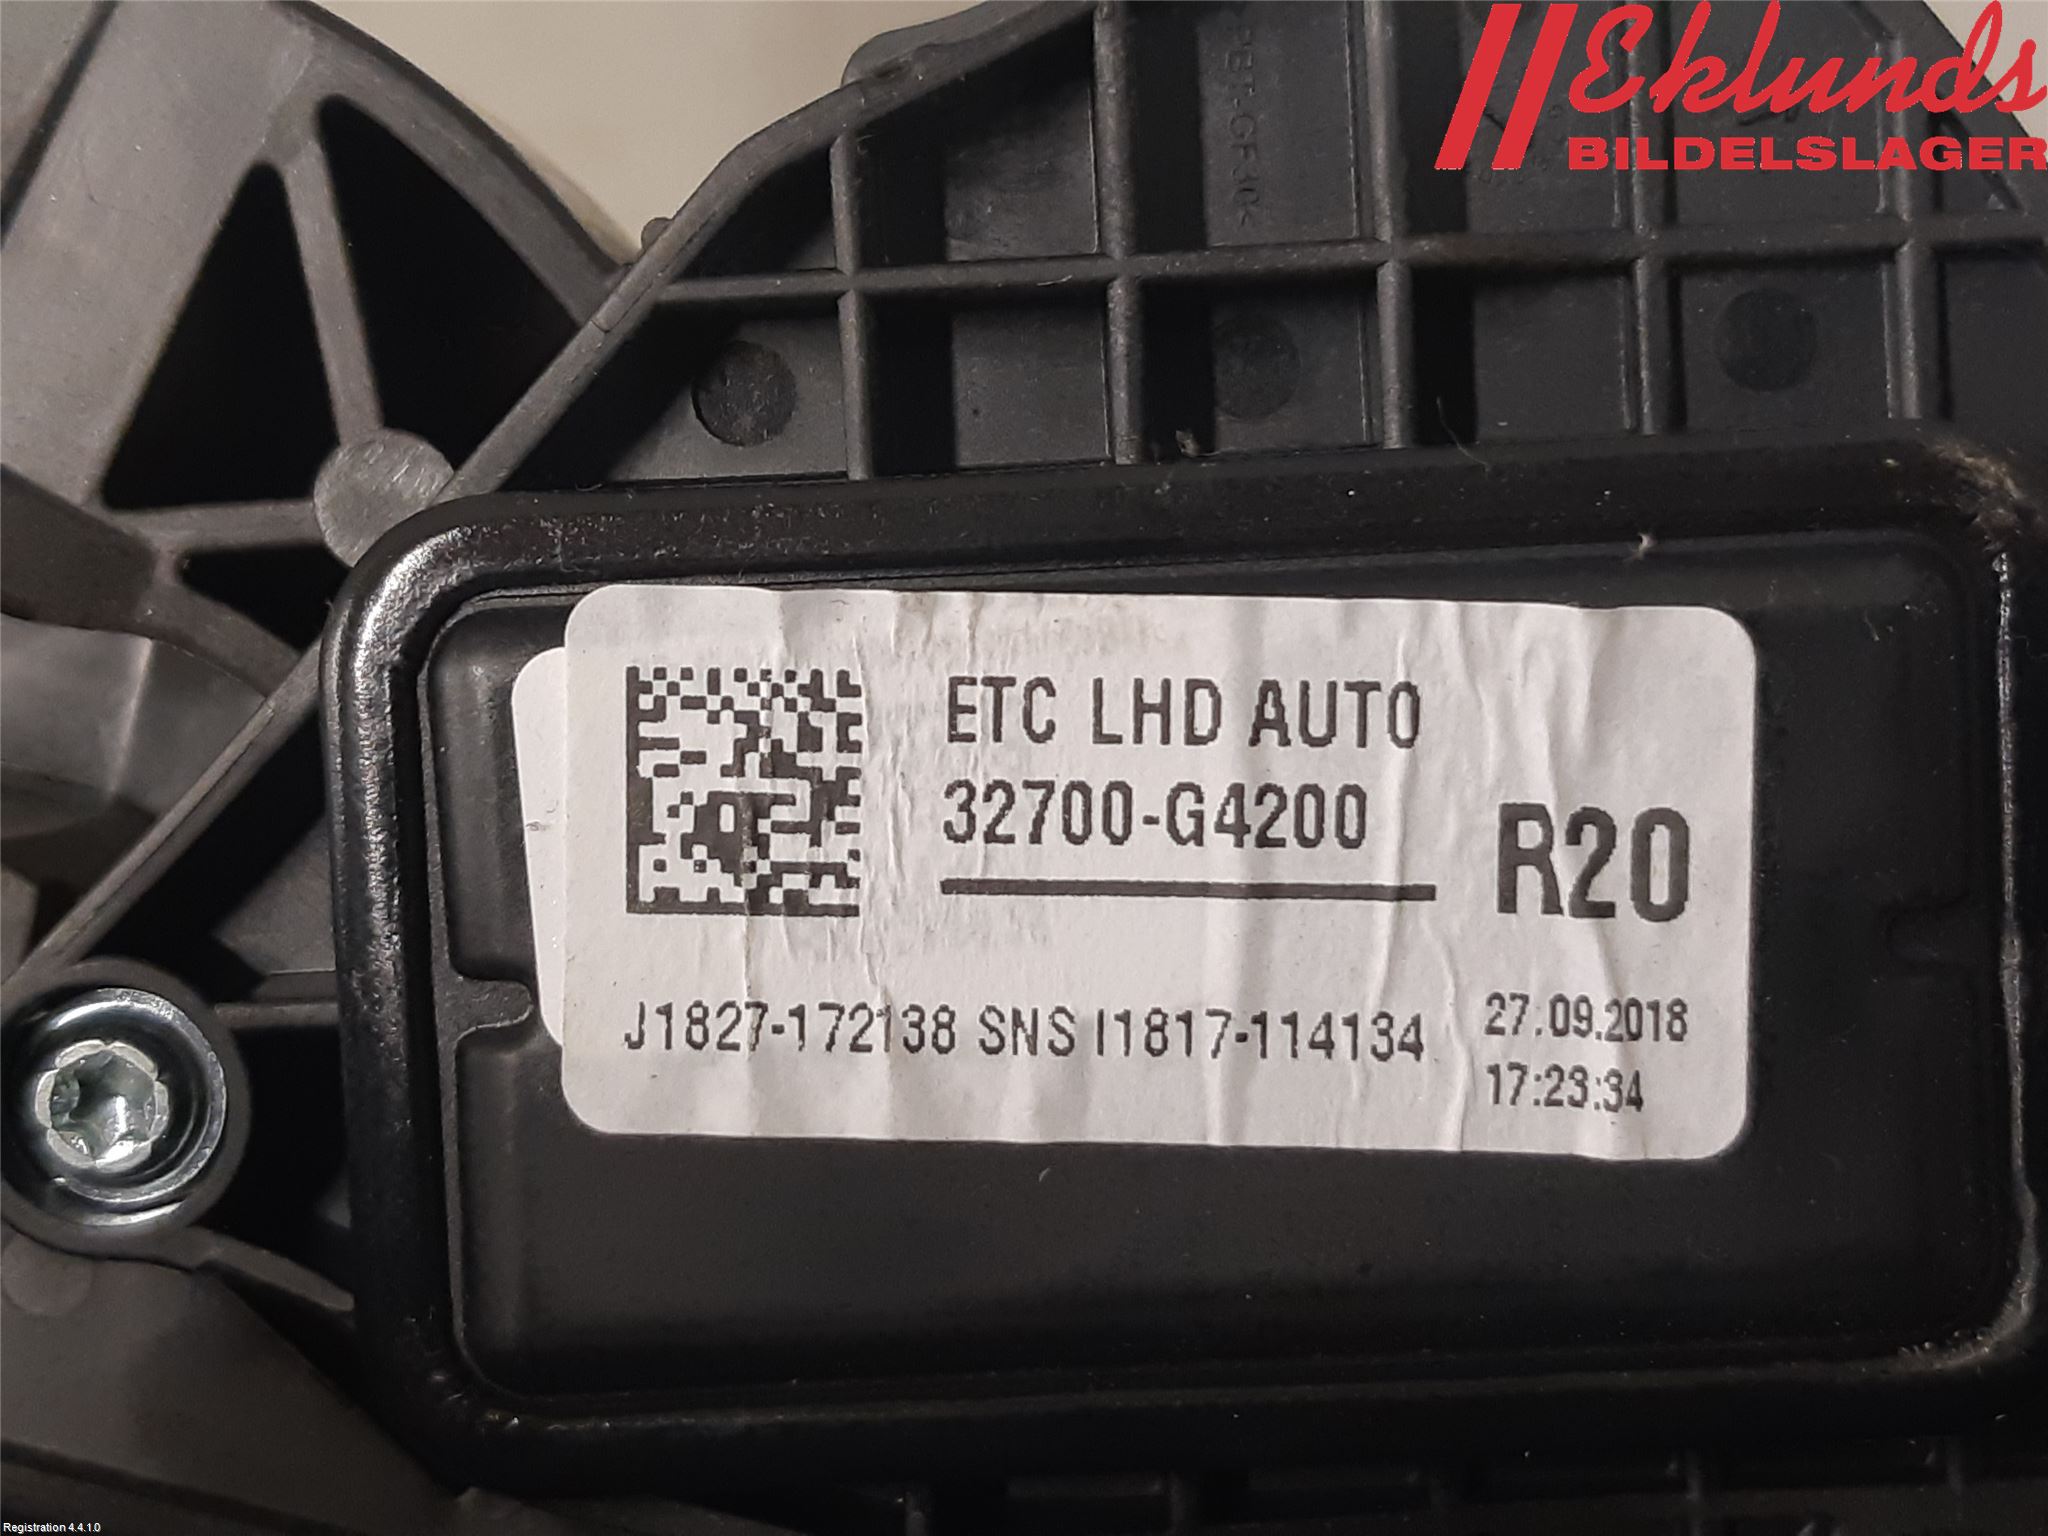 Eklunds
BILDELSLAGER
ETC LHD AUTO
32700-G4200
R20
J1827-172138 SNS I1817-114134
27.09.2018
17:23:34
Registration 4.4.1.0